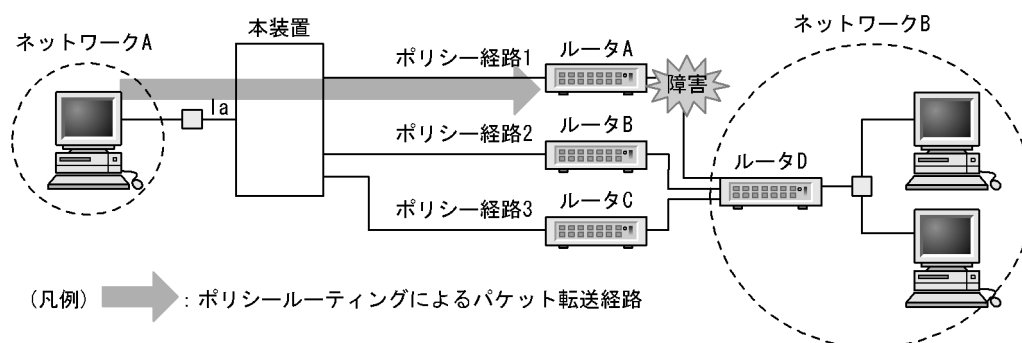 ネットワークA
本装置
ポリシー経路1
ルータA
障害
ネットワークB
Ia
ポリシー経路2
ルータB
ルータD
ポリシー経路3
ルータC
(凡例) :ポリシールーティングによるパケット転送経路